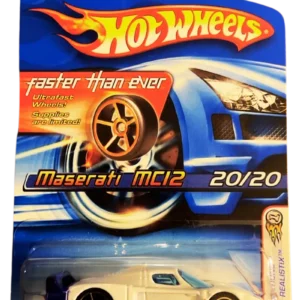 HOT WHEELS
faster than ever
Ultrafast
Wheels!
Supplies
are limited!
Maserati MC12 20/20
REALISTIX